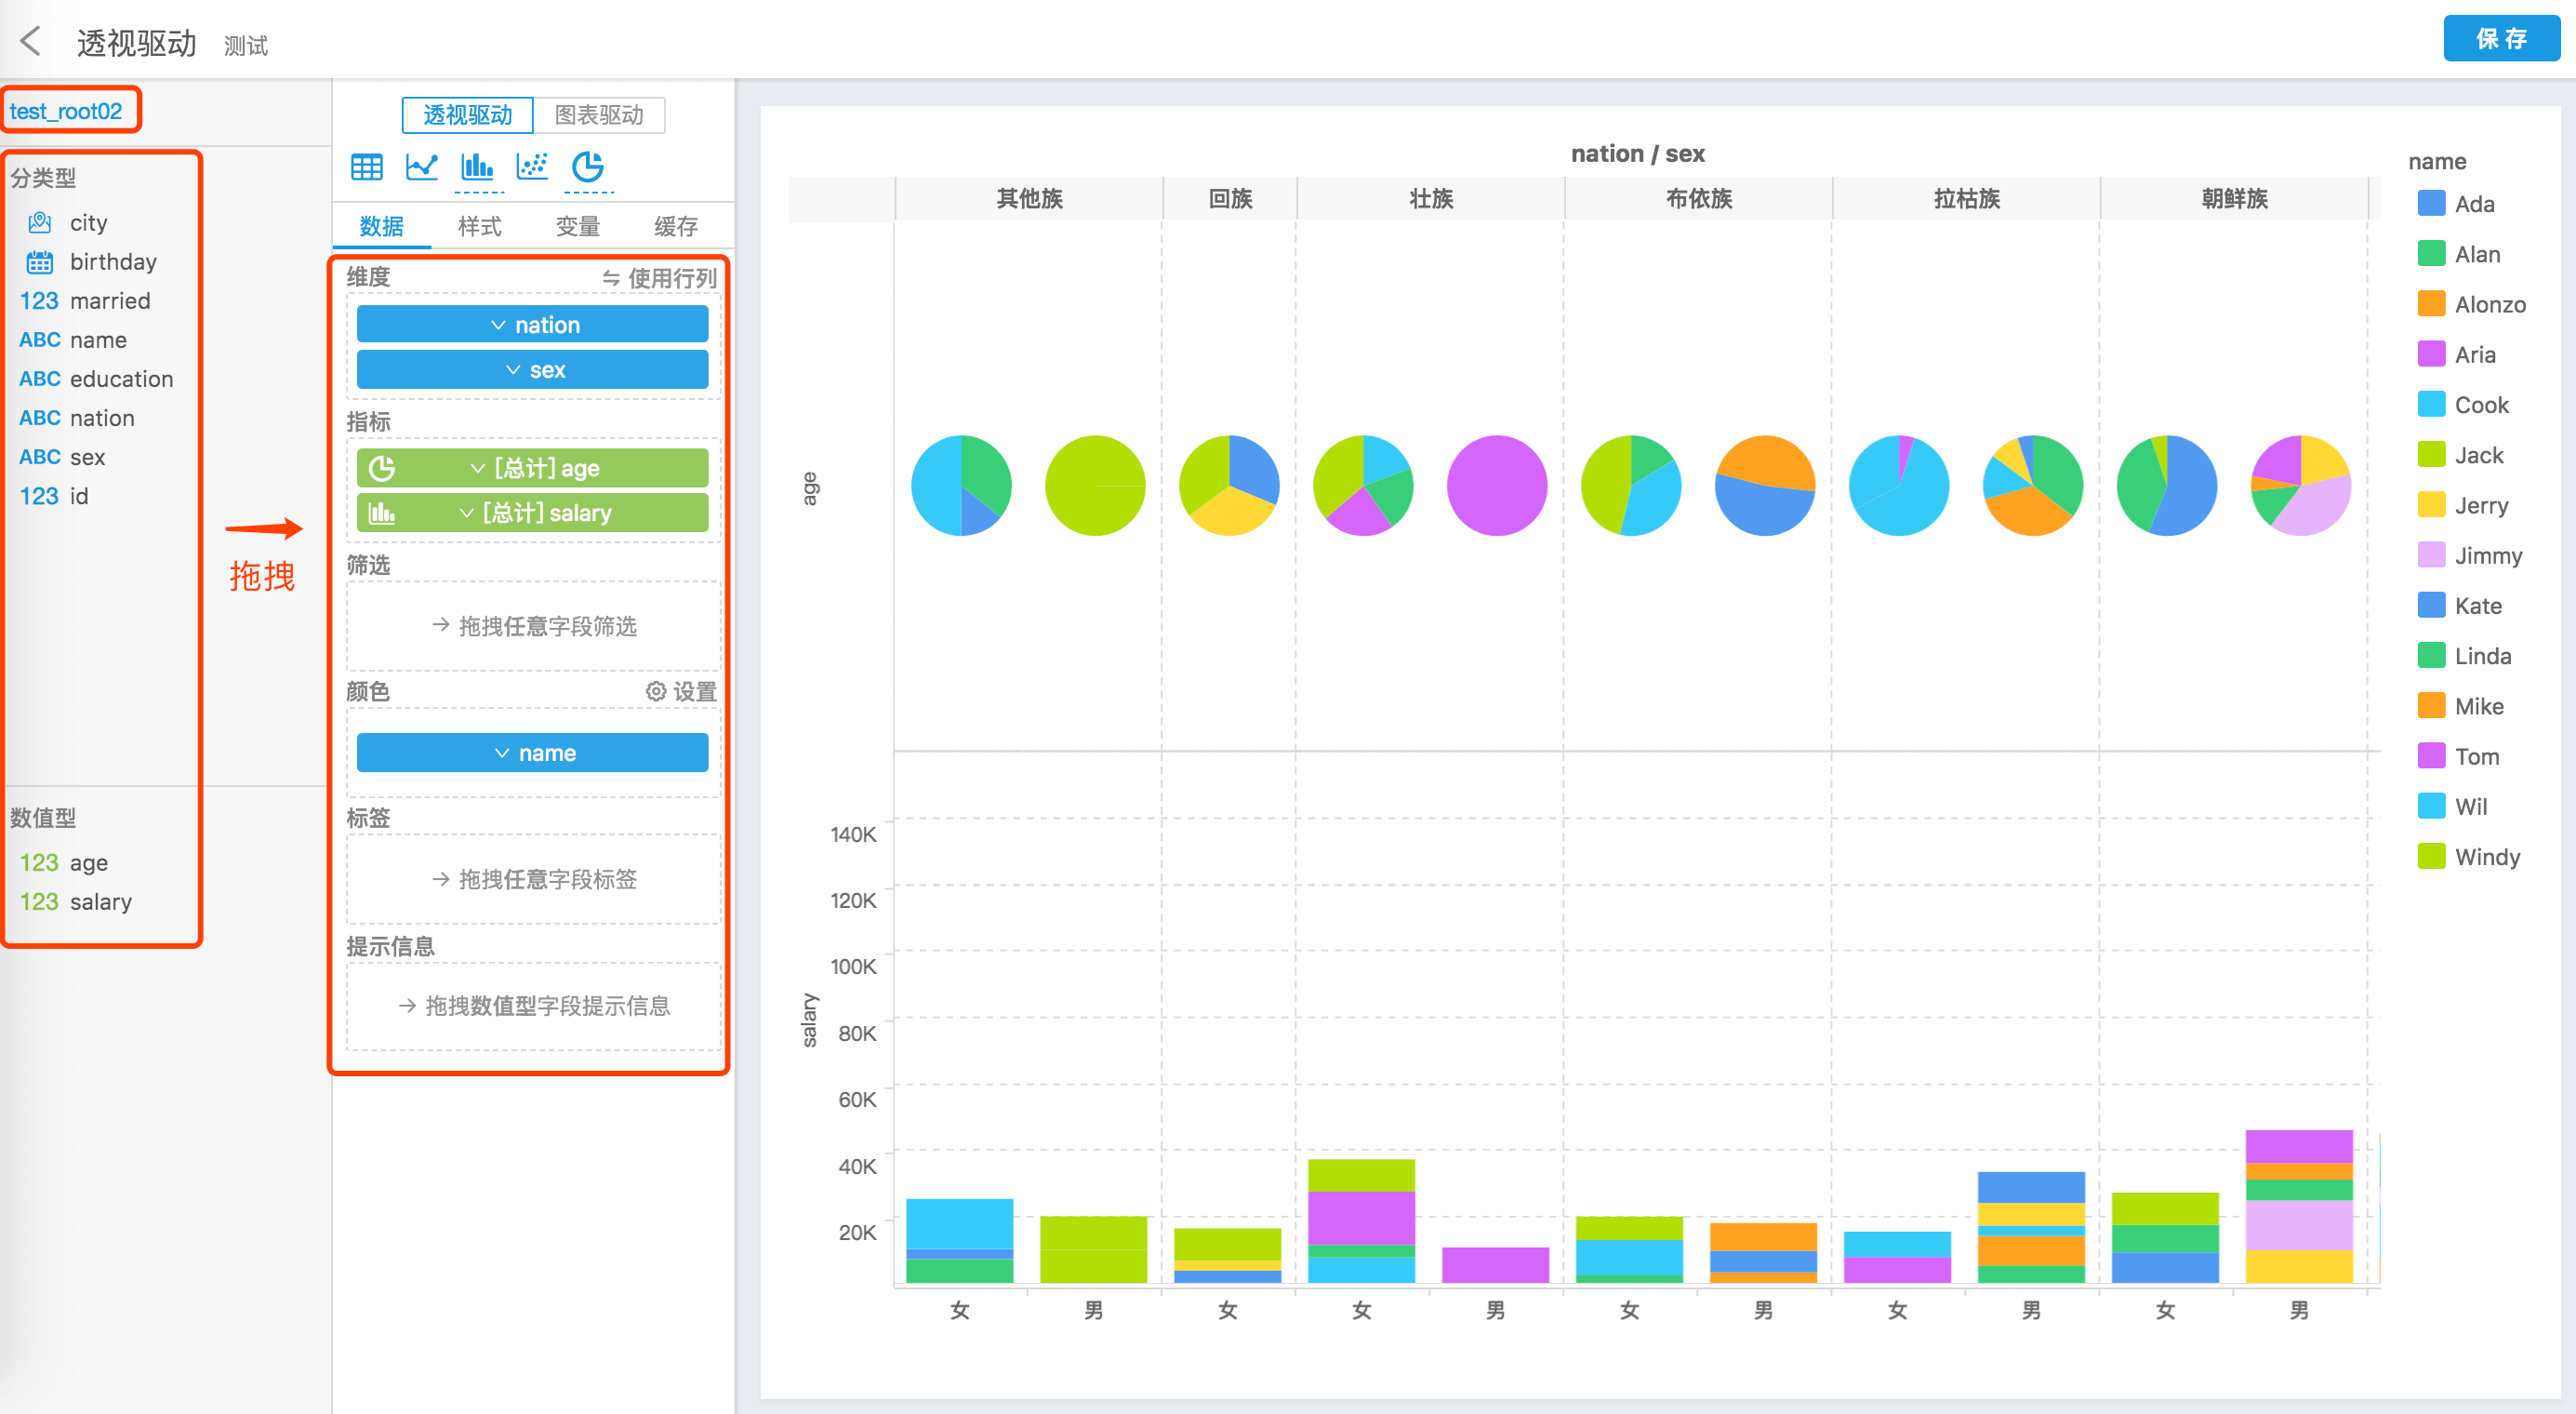 透视驱动 测试
保 存
test_root02
分类型
city
birthday
123 married
ABC name
ABC education
ABC nation
ABC sex
123 id
数值型
123 age
123 salary
拖拽
透视驱动 图表驱动
数据 样式 变量 缓存
维度 使用行列
nation
sex
指标
[总计] age
[总计] salary
筛选
拖拽任意字段筛选
颜色 设置
name
标签
拖拽任意字段标签
提示信息
拖拽数值型字段提示信息
nation / sex
其他族 回族 壮族 布依族 拉祜族 朝鲜族
age
salary
140K
120K
100K
80K
60K
40K
20K
女 男 女 女 男 女 男 女 男 女 男
name
Ada
Alan
Alonzo
Aria
Cook
Jack
Jerry
Jimmy
Kate
Linda
Mike
Tom
Wil
Windy